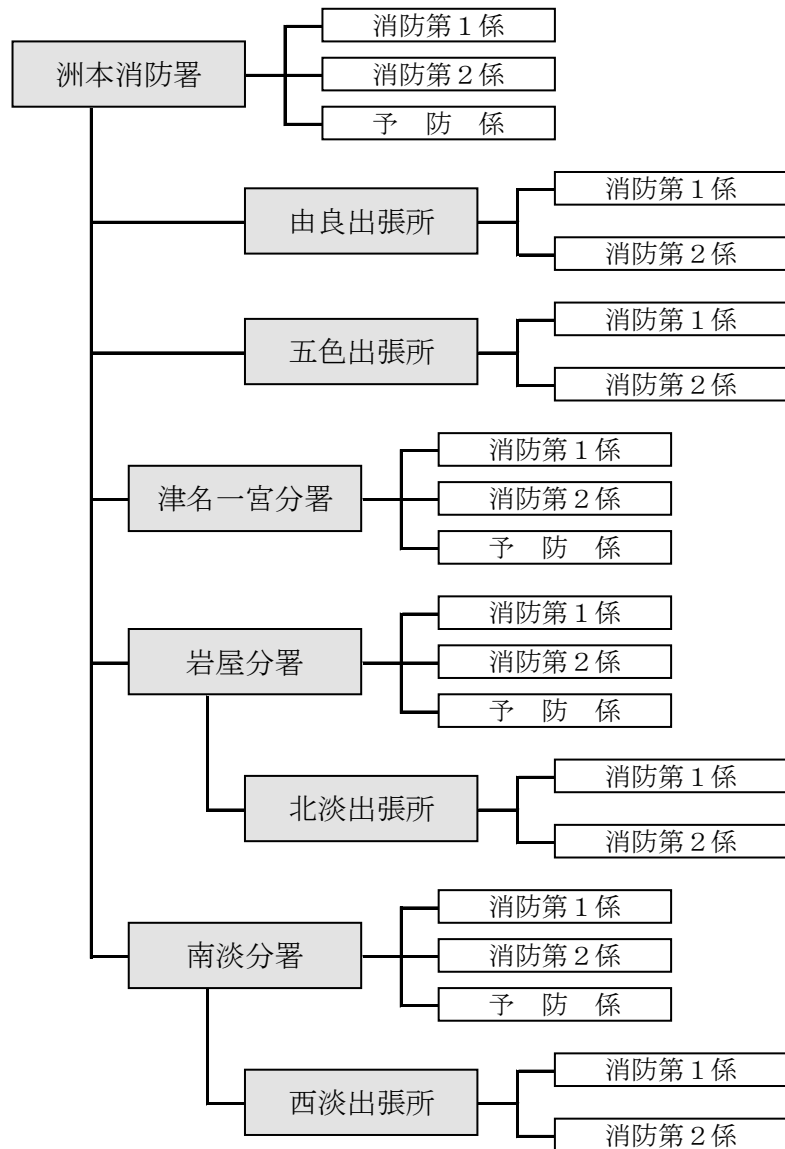 消防第１係
洲本消防署
消防第２係
予　防　係
消防第１係
由良出張所
消防第２係
消防第１係
五色出張所
消防第２係
消防第１係
津名一宮分署
消防第２係
予　防　係
消防第１係
岩屋分署
消防第２係
予　防　係
消防第１係
北淡出張所
消防第２係
消防第１係
南淡分署
消防第２係
予　防　係
消防第１係
西淡出張所
消防第２係